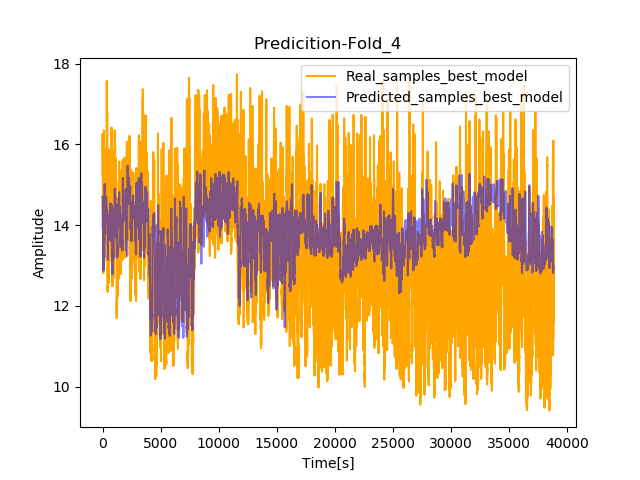 Predicition-Fold_4
Real_samples_best_model
Predicted_samples_best_model
18
16
14
12
10
Amplitude
0 5000 10000 15000 20000 25000 30000 35000 40000
Time[s]